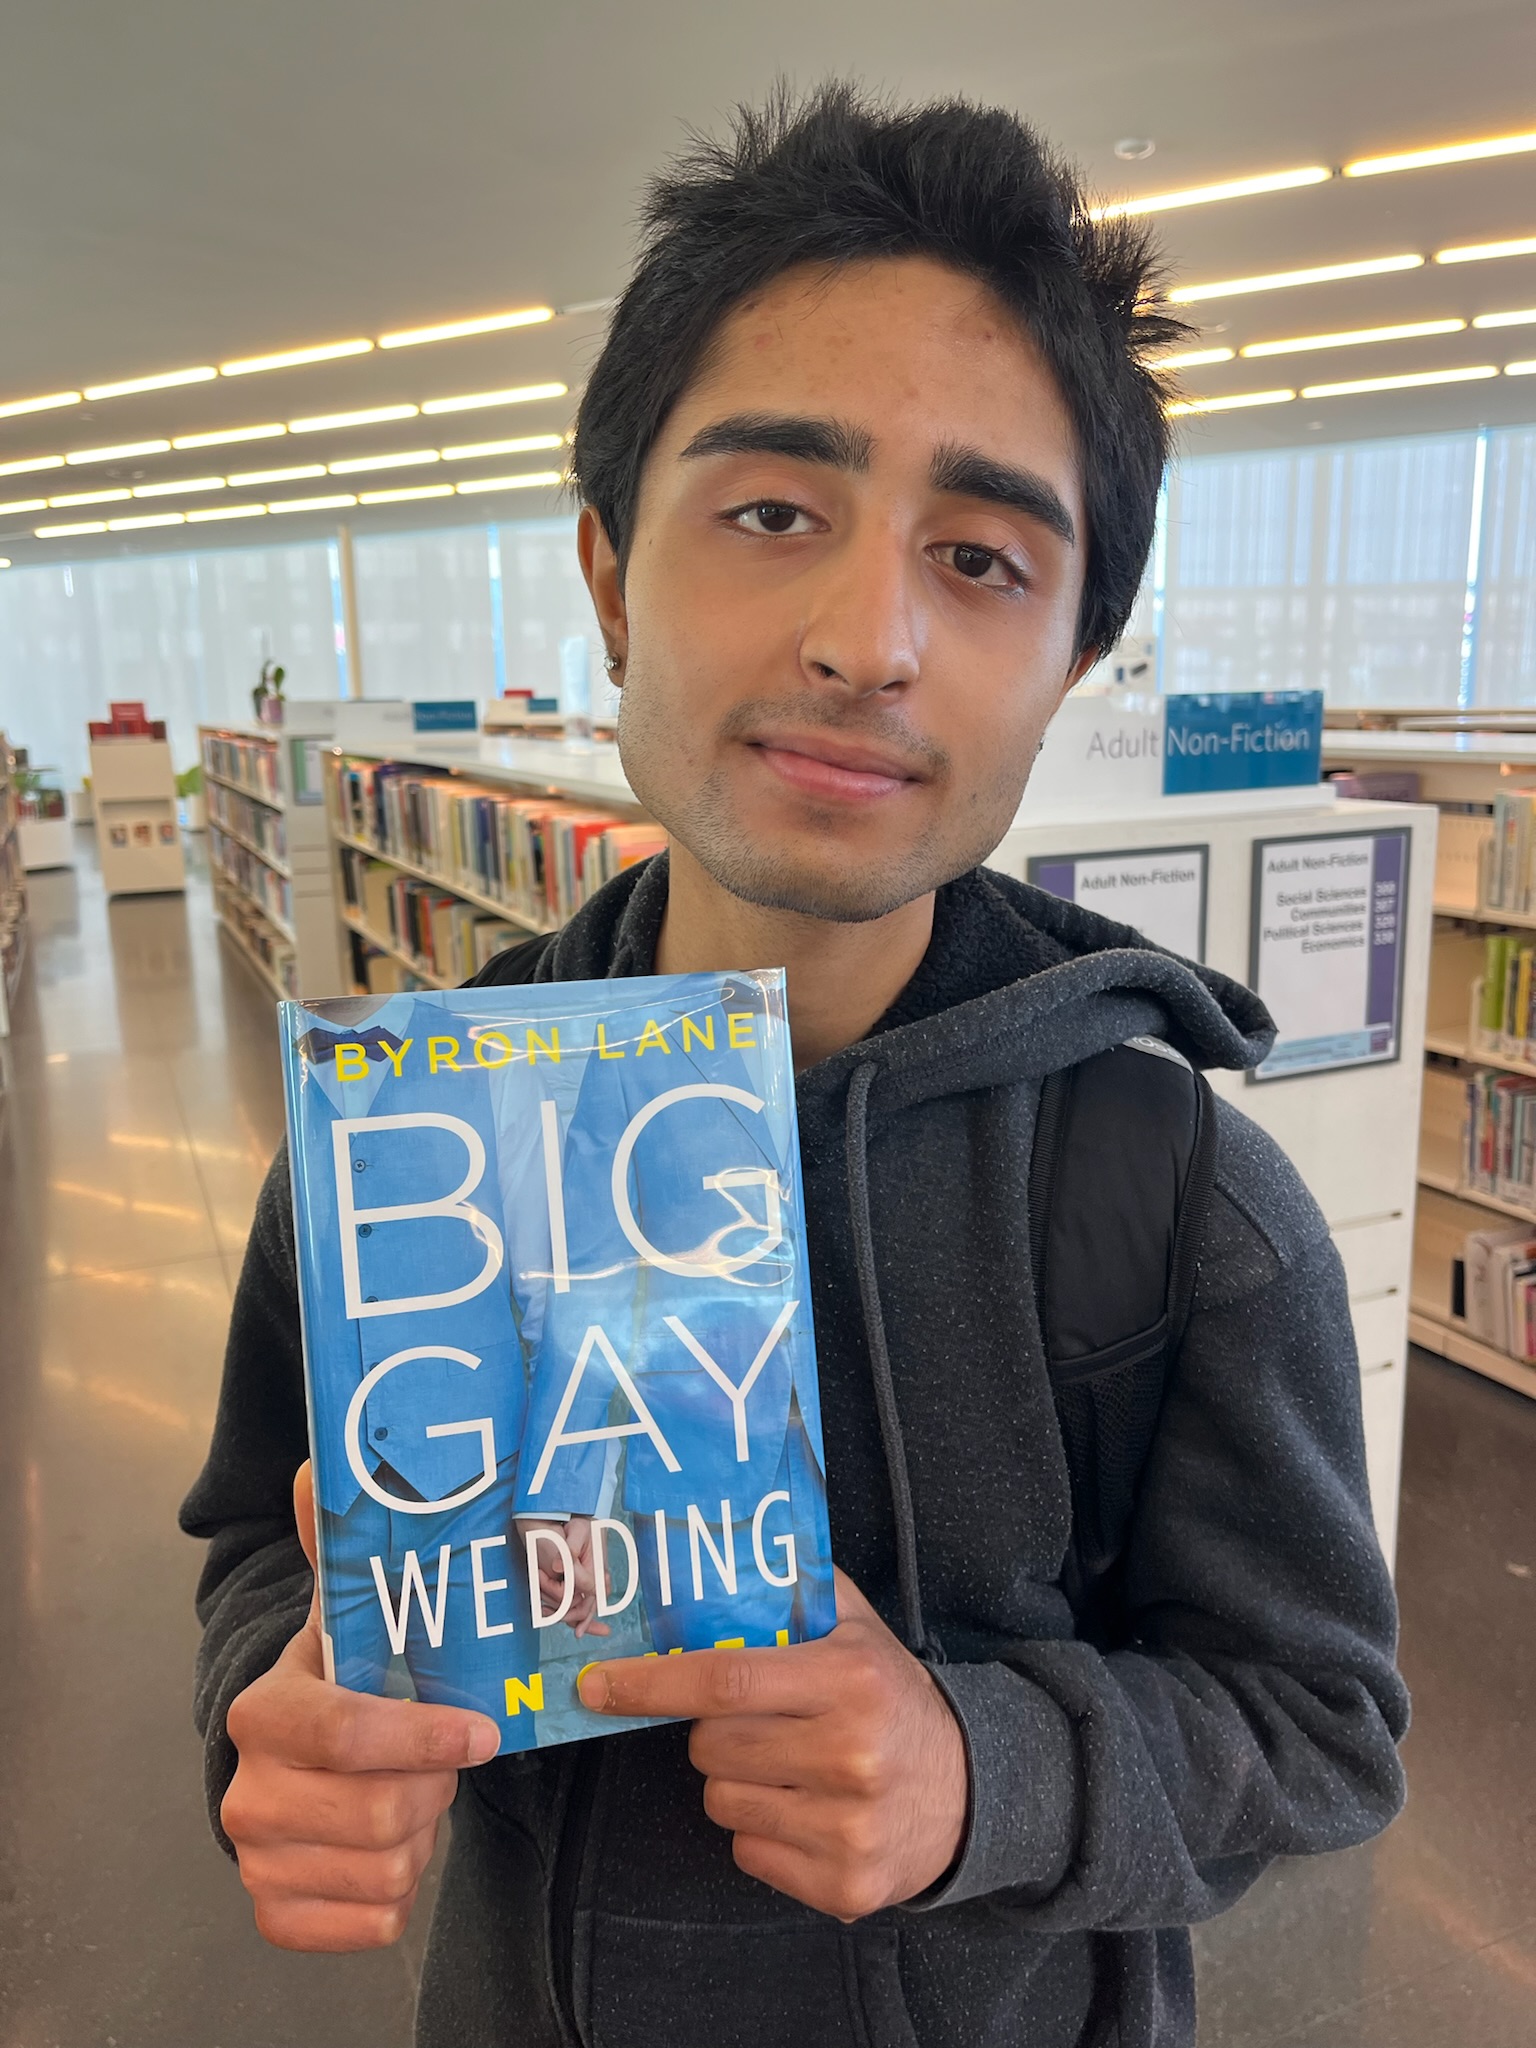 Adult Non-Fiction
Adult Non-Fiction
Adult Non-Fiction
Social Sciences 300
Communities 307
Political Sciences 320
Economics 330
BYRON LANE
BIG
GAY
WEDDING